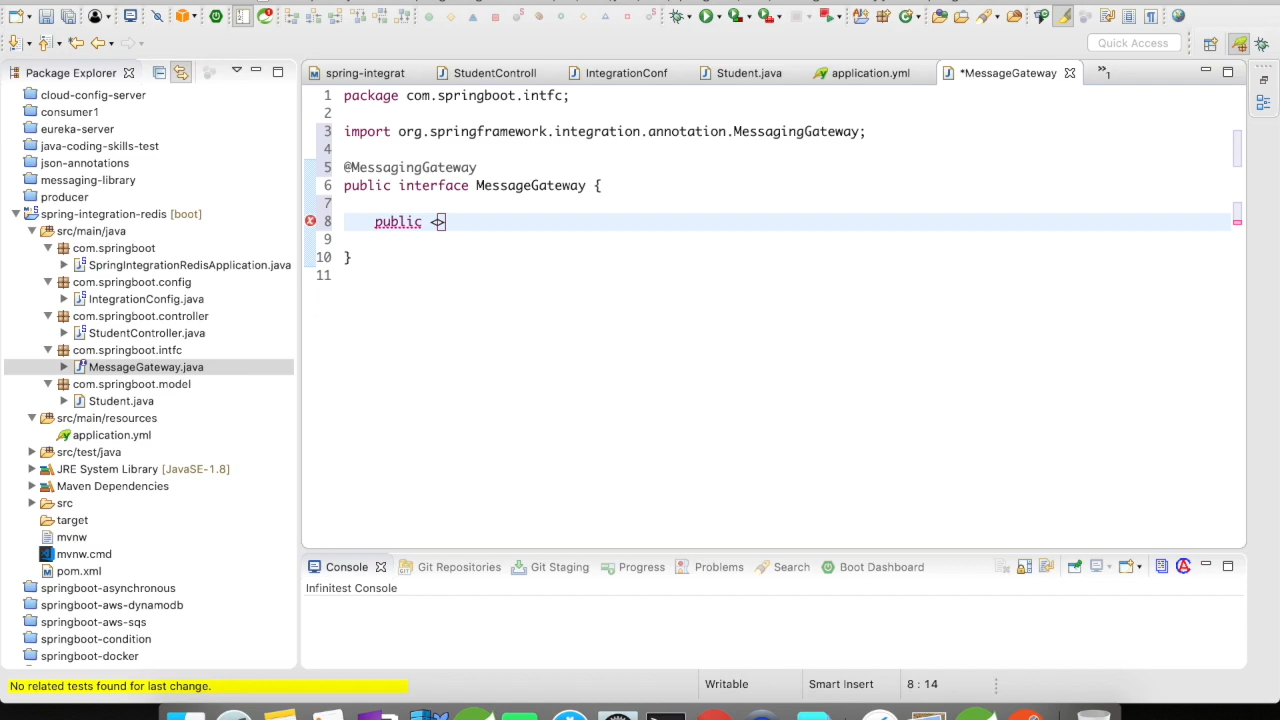 Quick Access
Package Explorer
spring-integrat
StudentControll
IntegrationConf
Student.java
application.yml
*MessageGateway
»1
cloud-config-server
consumer1
eureka-server
java-coding-skills-test
json-annotations
messaging-library
producer
spring-integration-redis [boot]
src/main/java
com.springboot
SpringIntegrationRedisApplication.java
com.springboot.config
IntegrationConfig.java
com.springboot.controller
StudentController.java
com.springboot.intfc
MessageGateway.java
com.springboot.model
Student.java
src/main/resources
application.yml
src/test/java
JRE System Library [JavaSE-1.8]
Maven Dependencies
src
target
mvnw
mvnw.cmd
pom.xml
springboot-asynchronous
springboot-aws-dynamodb
springboot-aws-sqs
springboot-condition
springboot-docker
1 package com.springboot.intfc;
2
3 import org.springframework.integration.annotation.MessagingGateway;
4
5 @MessagingGateway
6 public interface MessageGateway {
7
8 public <>
9
10 }
11
Console
Git Repositories
Git Staging
Progress
Problems
Search
Boot Dashboard
Infinitest Console
No related tests found for last change.
Writable
Smart Insert
8 : 14